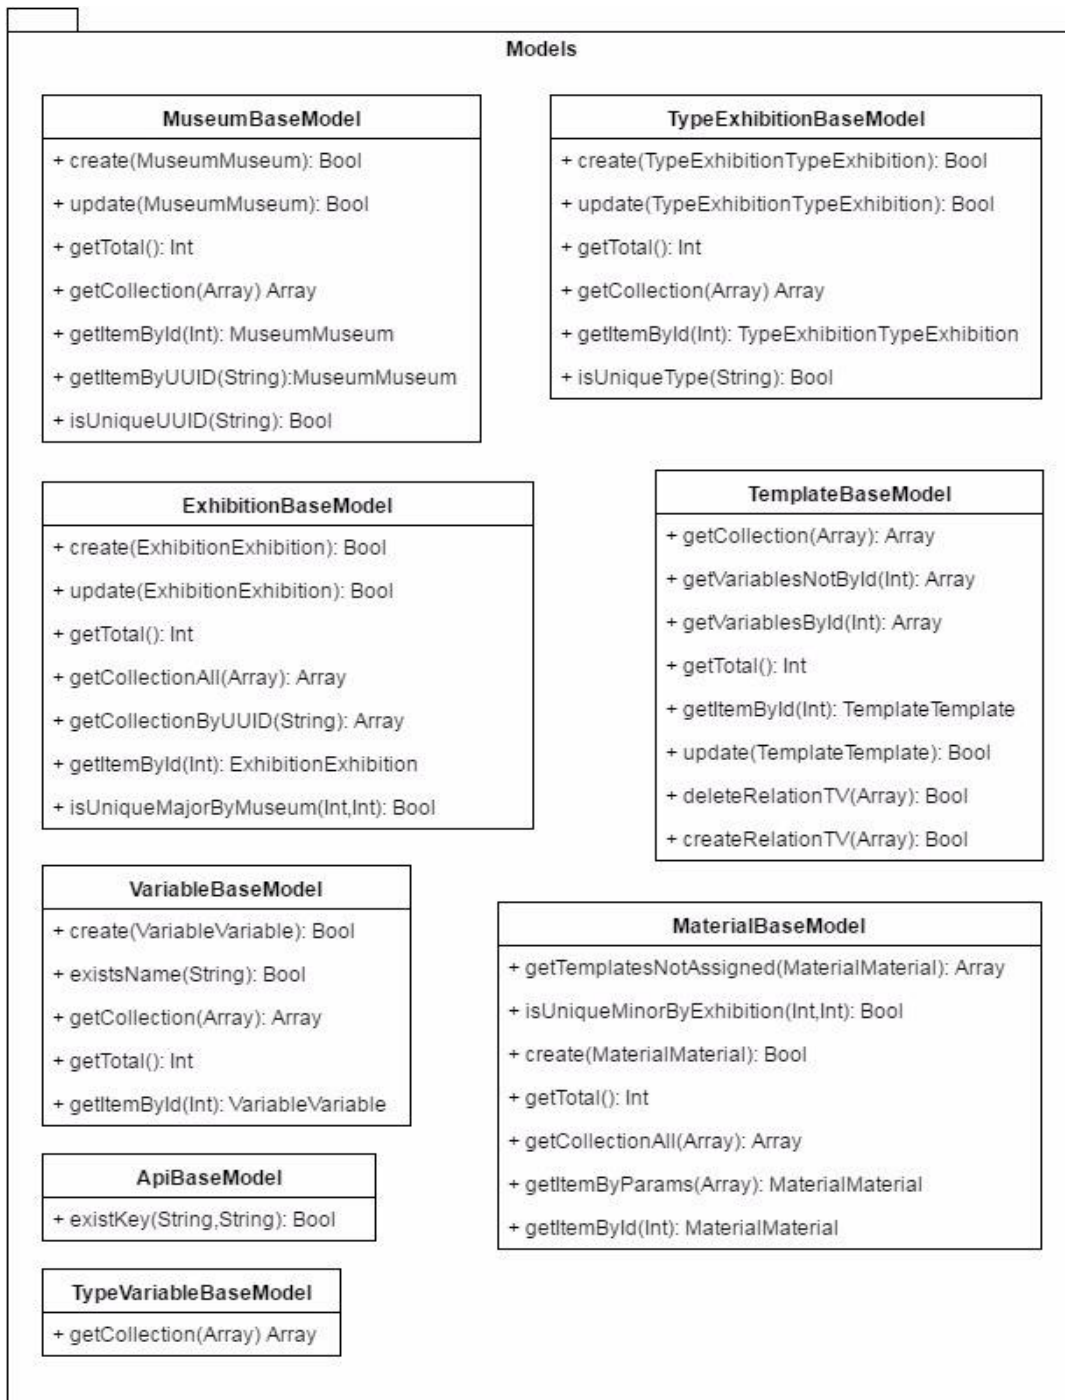 Models
MuseumBaseModel
+ create(MuseumMuseum): Bool
+ update(MuseumMuseum): Bool
+ getTotal(): Int
+ getCollection(Array) Array
+ getItemById(Int): MuseumMuseum
+ getItemByUUID(String):MuseumMuseum
+ isUniqueUUID(String): Bool
TypeExhibitionBaseModel
+ create(TypeExhibitionTypeExhibition): Bool
+ update(TypeExhibitionTypeExhibition): Bool
+ getTotal(): Int
+ getCollection(Array) Array
+ getItemById(Int): TypeExhibitionTypeExhibition
+ isUniqueType(String): Bool
ExhibitionBaseModel
+ create(ExhibitionExhibition): Bool
+ update(ExhibitionExhibition): Bool
+ getTotal(): Int
+ getCollectionAll(Array): Array
+ getCollectionByUUID(String): Array
+ getItemById(Int): ExhibitionExhibition
+ isUniqueMajorByMuseum(Int,Int): Bool
TemplateBaseModel
+ getCollection(Array): Array
+ getVariablesNotById(Int): Array
+ getVariablesById(Int): Array
+ getTotal(): Int
+ getItemById(Int): TemplateTemplate
+ update(TemplateTemplate): Bool
+ deleteRelationTV(Array): Bool
+ createRelationTV(Array): Bool
VariableBaseModel
+ create(VariableVariable): Bool
+ existsName(String): Bool
+ getCollection(Array): Array
+ getTotal(): Int
+ getItemById(Int): VariableVariable
MaterialBaseModel
+ getTemplatesNotAssigned(MaterialMaterial): Array
+ isUniqueMinorByExhibition(Int,Int): Bool
+ create(MaterialMaterial): Bool
+ getTotal(): Int
+ getCollectionAll(Array): Array
+ getItemByParams(Array): MaterialMaterial
+ getItemById(Int): MaterialMaterial
ApiBaseModel
+ existKey(String,String): Bool
TypeVariableBaseModel
+ getCollection(Array) Array